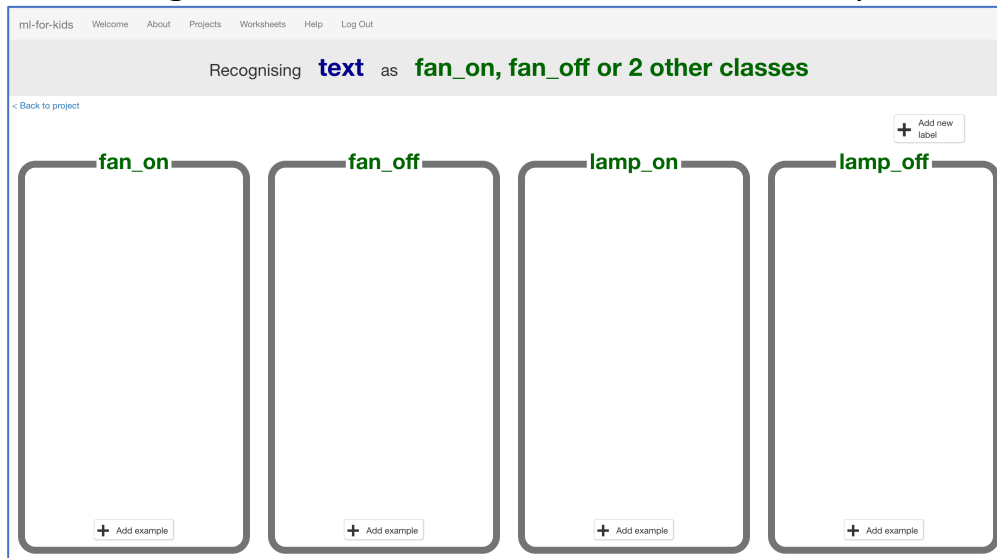 ml-for-kids Welcome About Projects Worksheets Help Log Out
Recognising text as fan_on, fan_off or 2 other classes
< Back to project
+ Add new
label
fan_on fan_off lamp_on lamp_off
+ Add example + Add example + Add example + Add example